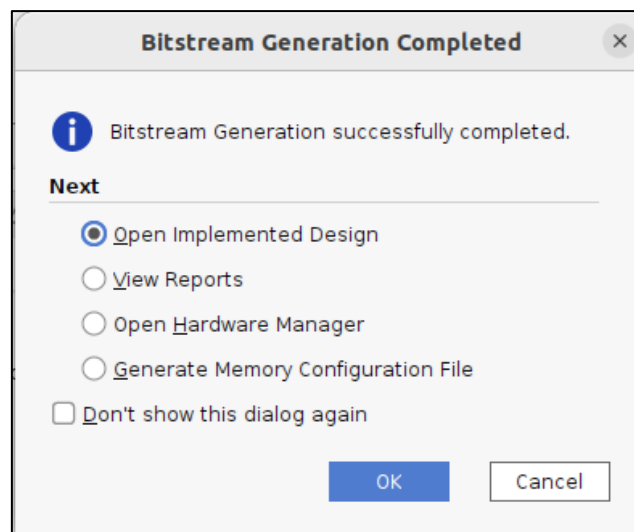 Bitstream Generation Completed
Bitstream Generation successfully completed.
Next
Open Implemented Design
View Reports
Open Hardware Manager
Generate Memory Configuration File
Don't show this dialog again
OK Cancel